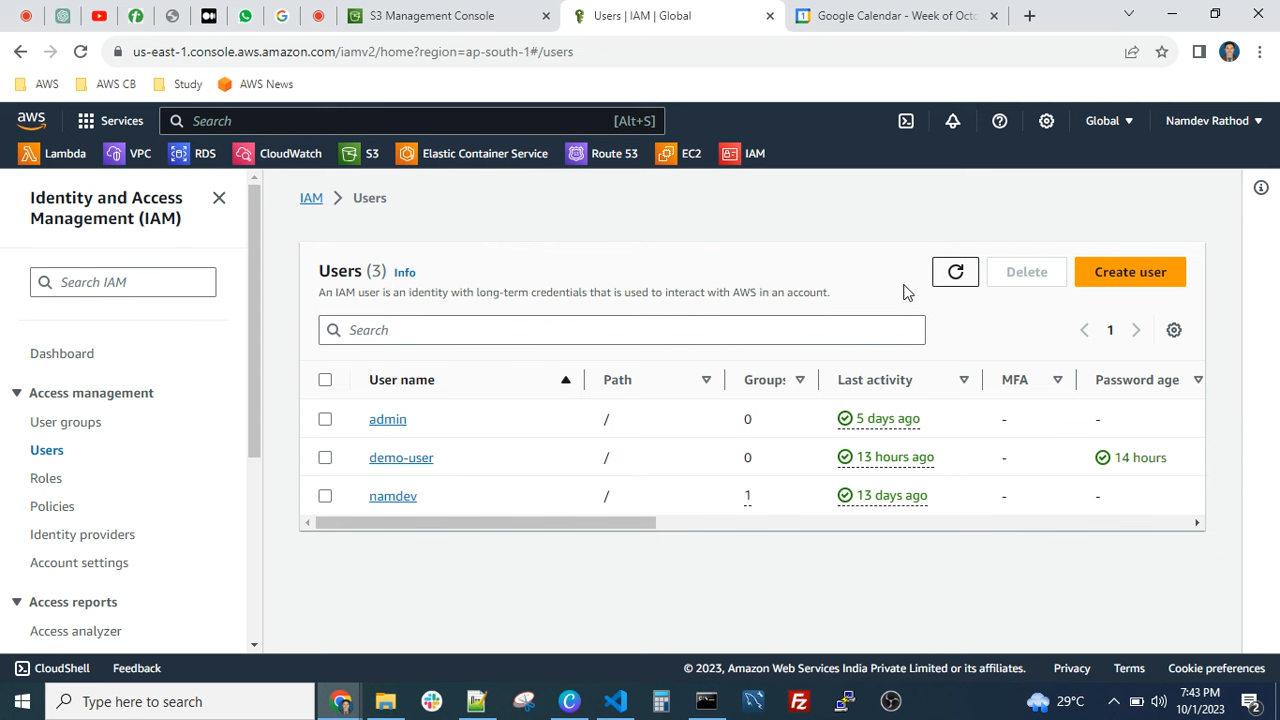 S3 Management Console
Users | IAM | Global
Google Calendar - Week of Octo
us-east-1.console.aws.amazon.com/iamv2/home?region=ap-south-1#/users
AWS
AWS CB
Study
AWS News
aws
Services
Search
[Alt+S]
Global
Namdev Rathod
Lambda
VPC
RDS
CloudWatch
S3
Elastic Container Service
Route 53
EC2
IAM
Identity and Access
Management (IAM)
Search IAM
Dashboard
Access management
User groups
Users
Roles
Policies
Identity providers
Account settings
Access reports
Access analyzer
IAM
Users
Users (3)
Info
An IAM user is an identity with long-term credentials that is used to interact with AWS in an account.
Delete
Create user
Search
1
User name
Path
Groups
Last activity
MFA
Password age
admin / 0 5 days ago - -
demo-user / 0 13 hours ago - 14 hours
namdev / 1 13 days ago - -
CloudShell
Feedback
© 2023, Amazon Web Services India Private Limited or its affiliates.
Privacy
Terms
Cookie preferences
Type here to search
29°C
7:43 PM
10/1/2023
2